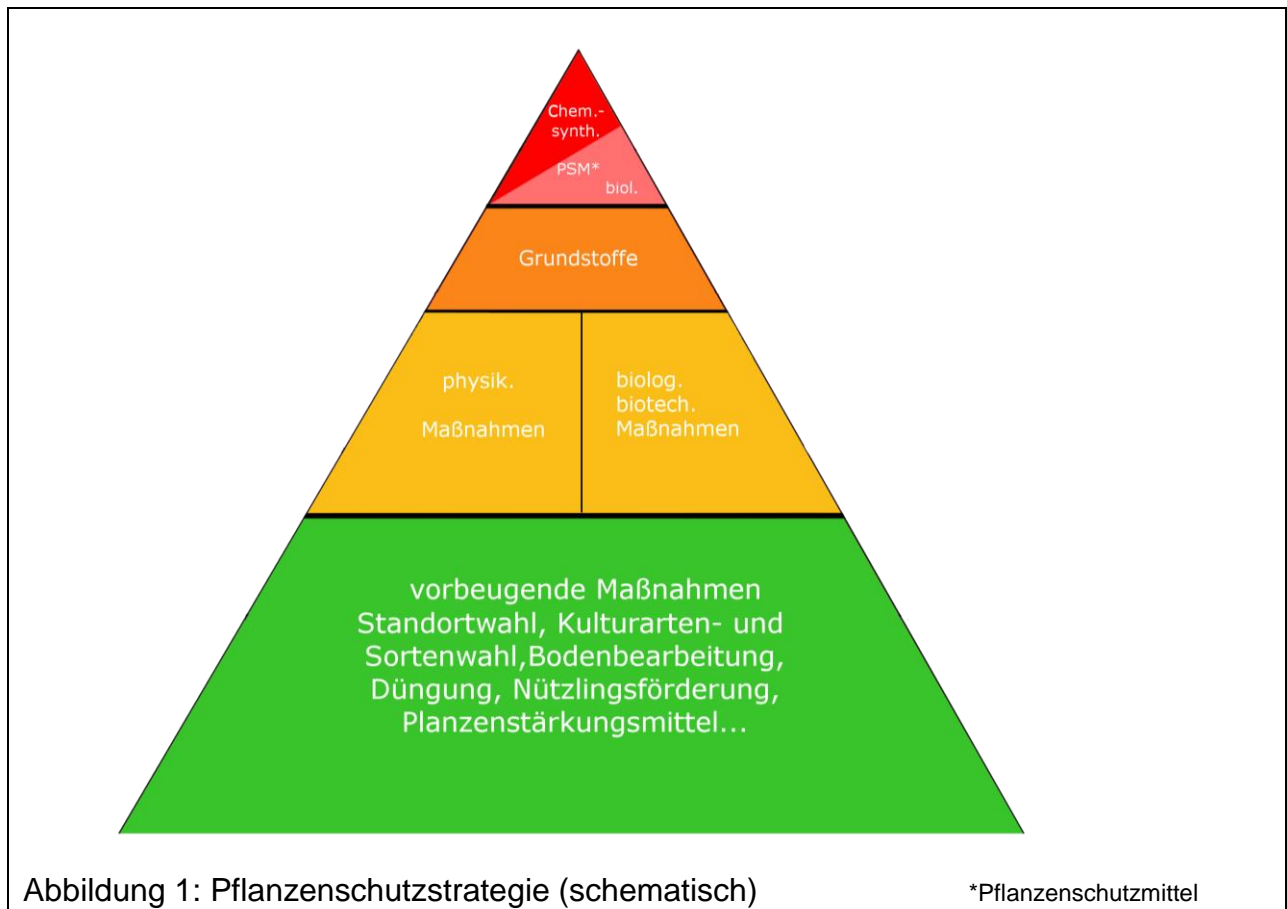 Chem.-
synth.
PSM*
biol.
Grundstoffe
physik.
Maßnahmen
biolog.
biotech.
Maßnahmen
vorbeugende Maßnahmen
Standortwahl, Kulturarten- und
Sortenwahl,Bodenbearbeitung,
Düngung, Nützlingsförderung,
Planzenstärkungsmittel...
Abbildung 1: Pflanzenschutzstrategie (schematisch) *Pflanzenschutzmittel